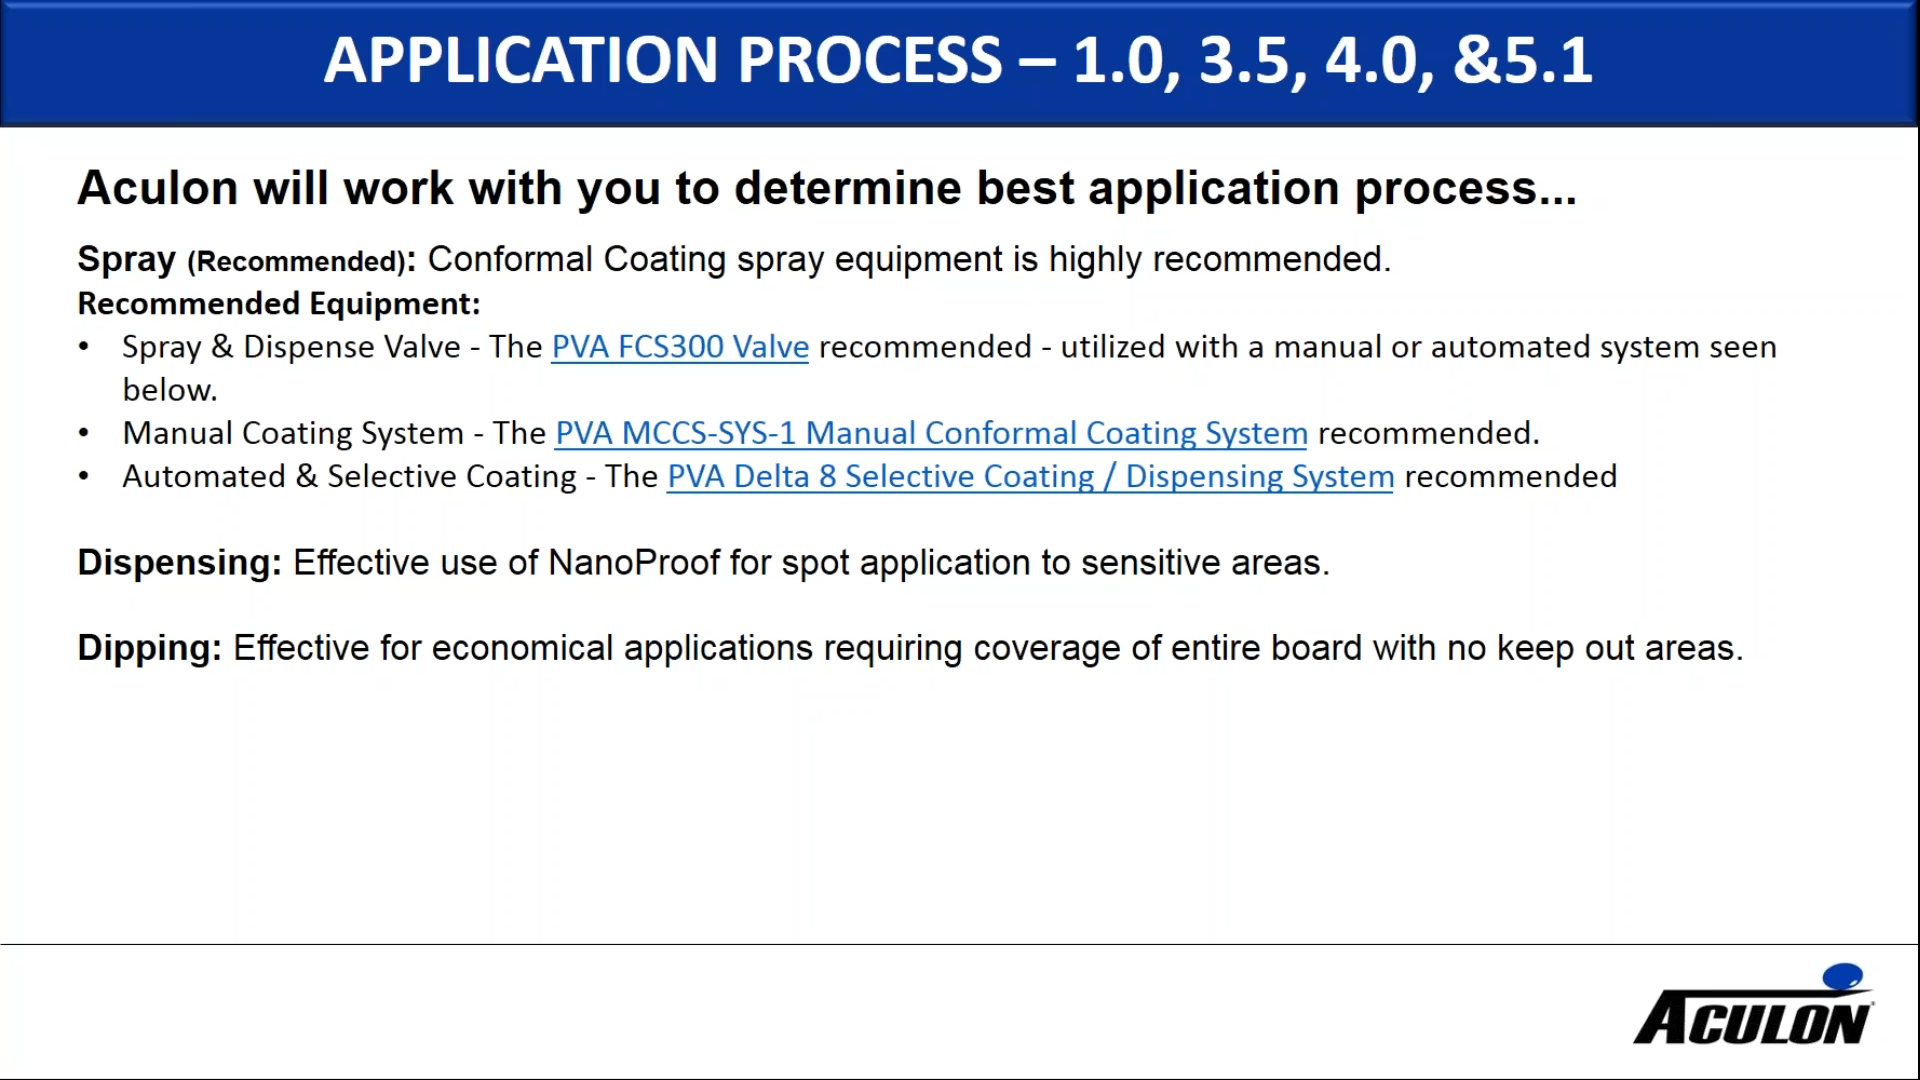 APPLICATION PROCESS – 1.0, 3.5, 4.0, &5.1
Aculon will work with you to determine best application process...
Spray (Recommended): Conformal Coating spray equipment is highly recommended.
Recommended Equipment:
• Spray & Dispense Valve - The PVA FCS300 Valve recommended - utilized with a manual or automated system seen
below.
• Manual Coating System - The PVA MCCS-SYS-1 Manual Conformal Coating System recommended.
• Automated & Selective Coating - The PVA Delta 8 Selective Coating / Dispensing System recommended
Dispensing: Effective use of NanoProof for spot application to sensitive areas.
Dipping: Effective for economical applications requiring coverage of entire board with no keep out areas.
ACULON